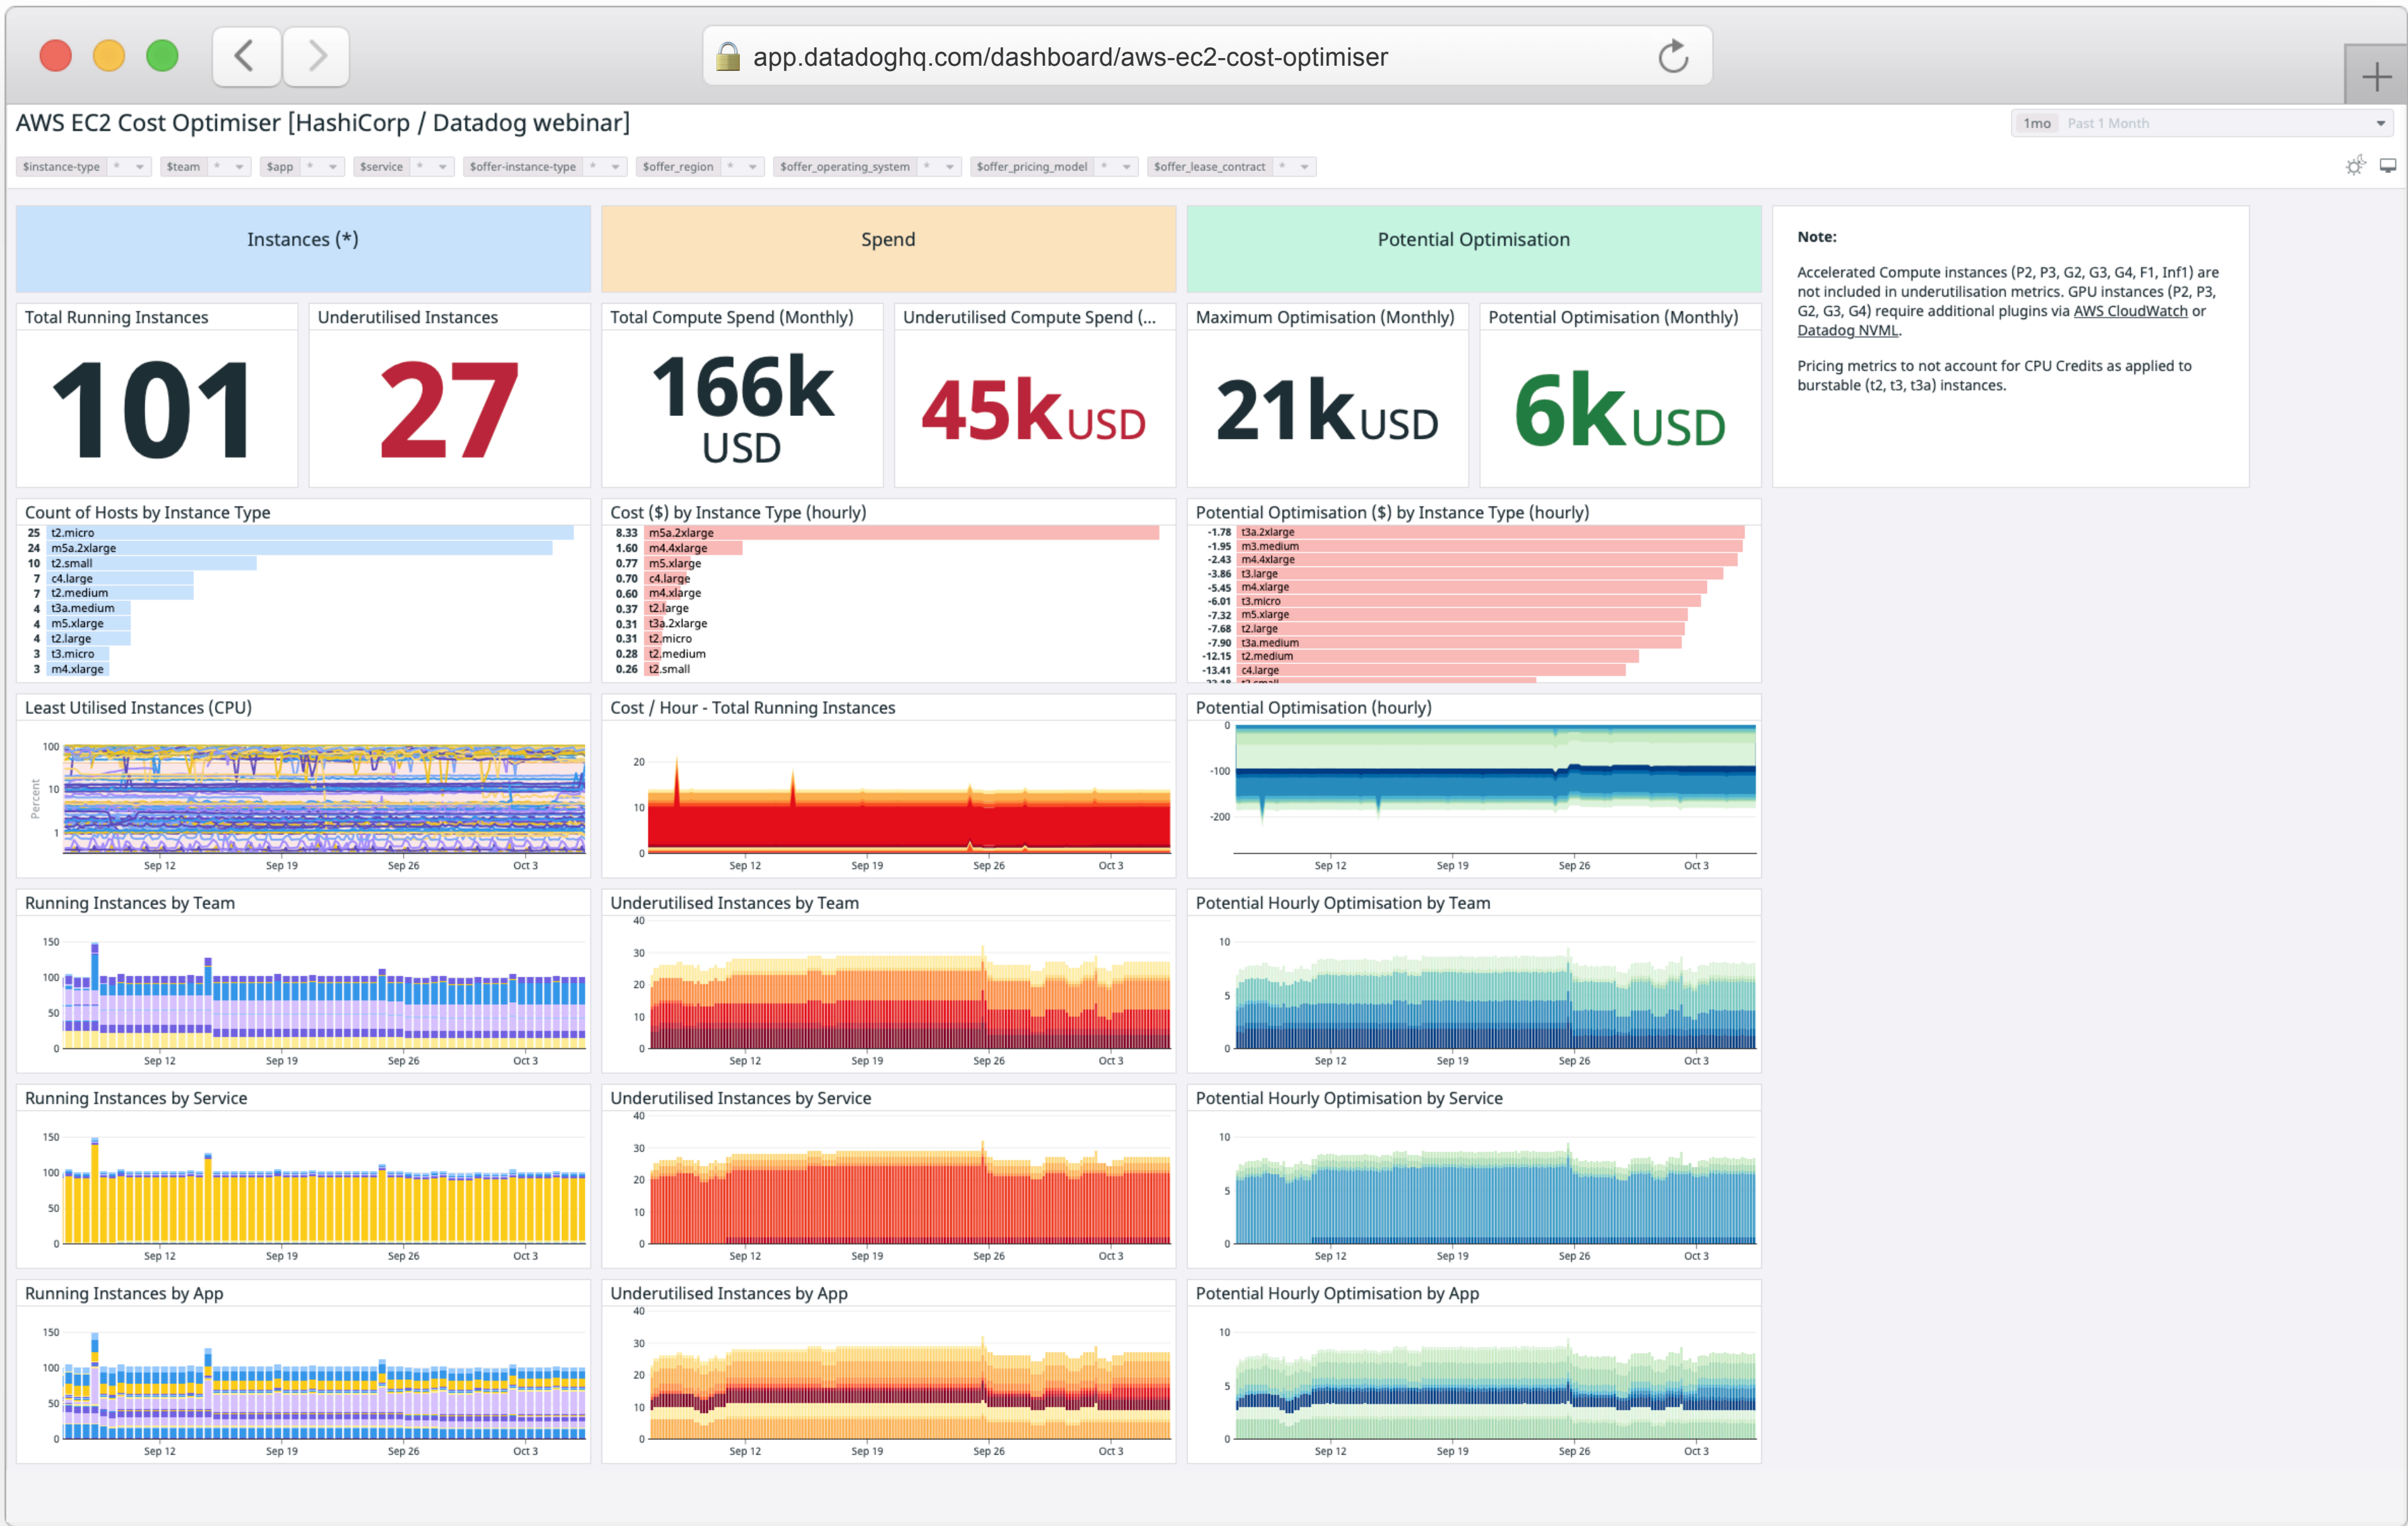 app.datadoghq.com/dashboard/aws-ec2-cost-optimiser
AWS EC2 Cost Optimiser [HashiCorp / Datadog webinar]
1mo Past 1 Month
$instance-type * $team * $app * $service * $offer-instance-type * $offer_region * $offer_operating_system * $offer_pricing_model * $offer_lease_contract *
Instances (*)
Spend
Potential Optimisation
Note:
Accelerated Compute instances (P2, P3, G2, G3, G4, F1, Inf1) are
not included in underutilisation metrics. GPU instances (P2, P3,
G2, G3, G4) require additional plugins via AWS CloudWatch or
Datadog NVML.
Pricing metrics to not account for CPU Credits as applied to
burstable (t2, t3, t3a) instances.
Total Running Instances
101
Underutilised Instances
27
Total Compute Spend (Monthly)
166k
USD
Underutilised Compute Spend (...
45k USD
Maximum Optimisation (Monthly)
21k USD
Potential Optimisation (Monthly)
6k USD
Count of Hosts by Instance Type
25 t2.micro
24 m5a.2xlarge
10 t2.small
7 c4.large
7 t2.medium
4 t3a.medium
4 m5.xlarge
4 t2.large
3 t3.micro
3 m4.xlarge
Cost ($) by Instance Type (hourly)
8.33 m5a.2xlarge
1.60 m4.4xlarge
0.77 m5.xlarge
0.70 c4.large
0.60 m4.xlarge
0.37 t2.large
0.31 t3a.2xlarge
0.31 t2.micro
0.28 t2.medium
0.26 t2.small
Potential Optimisation ($) by Instance Type (hourly)
-1.78 t3a.2xlarge
-1.95 m3.medium
-2.43 m4.4xlarge
-3.86 t3.large
-5.45 m4.xlarge
-6.01 t3.micro
-7.32 m5.xlarge
-7.68 t2.large
-7.90 t3a.medium
-12.15 t2.medium
-13.41 c4.large
Least Utilised Instances (CPU)
Percent
100
10
1
Sep 12 Sep 19 Sep 26 Oct 3
Cost / Hour - Total Running Instances
20
10
0
Sep 12 Sep 19 Sep 26 Oct 3
Potential Optimisation (hourly)
0
-100
-200
Sep 12 Sep 19 Sep 26 Oct 3
Running Instances by Team
150
100
50
0
Sep 12 Sep 19 Sep 26 Oct 3
Underutilised Instances by Team
40
30
20
10
0
Sep 12 Sep 19 Sep 26 Oct 3
Potential Hourly Optimisation by Team
10
5
0
Sep 12 Sep 19 Sep 26 Oct 3
Running Instances by Service
150
100
50
0
Sep 12 Sep 19 Sep 26 Oct 3
Underutilised Instances by Service
40
30
20
10
0
Sep 12 Sep 19 Sep 26 Oct 3
Potential Hourly Optimisation by Service
10
5
0
Sep 12 Sep 19 Sep 26 Oct 3
Running Instances by App
150
100
50
0
Sep 12 Sep 19 Sep 26 Oct 3
Underutilised Instances by App
40
30
20
10
0
Sep 12 Sep 19 Sep 26 Oct 3
Potential Hourly Optimisation by App
10
5
0
Sep 12 Sep 19 Sep 26 Oct 3